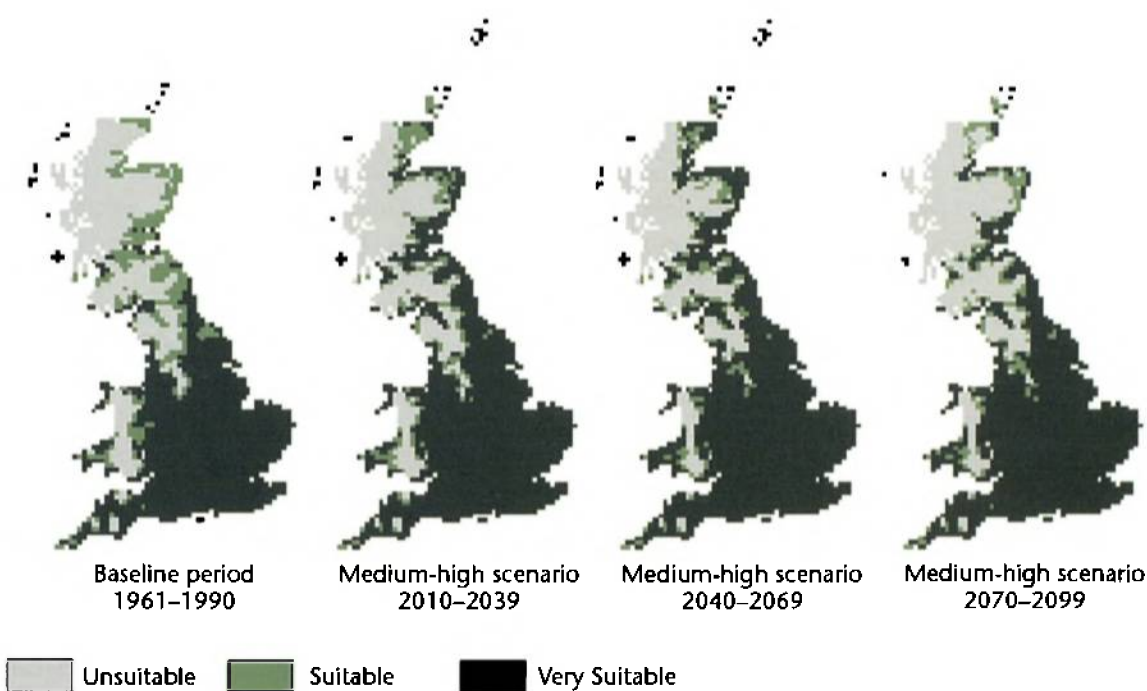 Baseline period
1961–1990
Medium-high scenario
2010–2039
Medium-high scenario
2040–2069
Medium-high scenario
2070–2099
Unsuitable
Suitable
Very Suitable